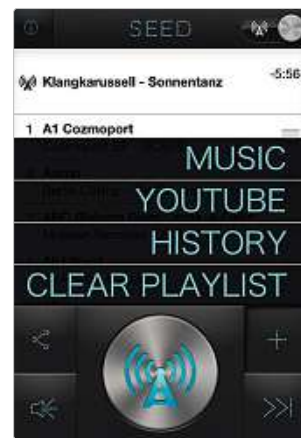 SEED
Klangkarussell - Sonnentanz
-5:56
1 A1 Cozmoport
MUSIC
YOUTUBE
HISTORY
CLEAR PLAYLIST